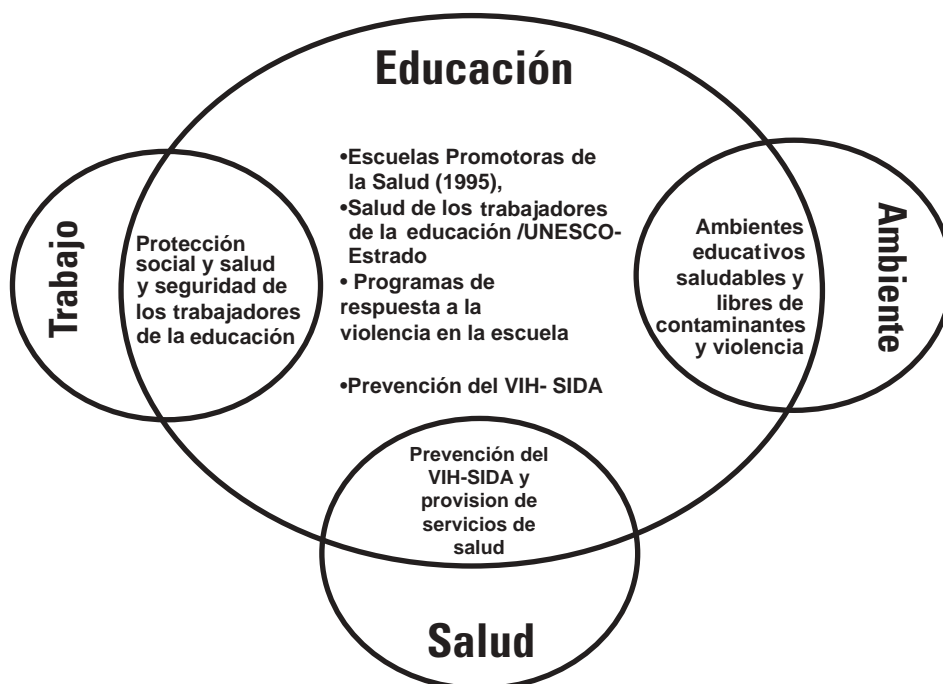 Educación
•Escuelas Promotoras de
la Salud (1995),
•Salud de los trabajadores
de la educación /UNESCO-
Estrado
• Programas de
respuesta a la
violencia en la escuela
•Prevención del VIH- SIDA
Trabajo
Protección
social y salud
y seguridad de
los trabajadores
de la educación
Ambientes
educativos
saludables y
libres de
contaminantes
y violencia
Ambiente
Prevención del
VIH-SIDA y
provision de
servicios de
salud
Salud